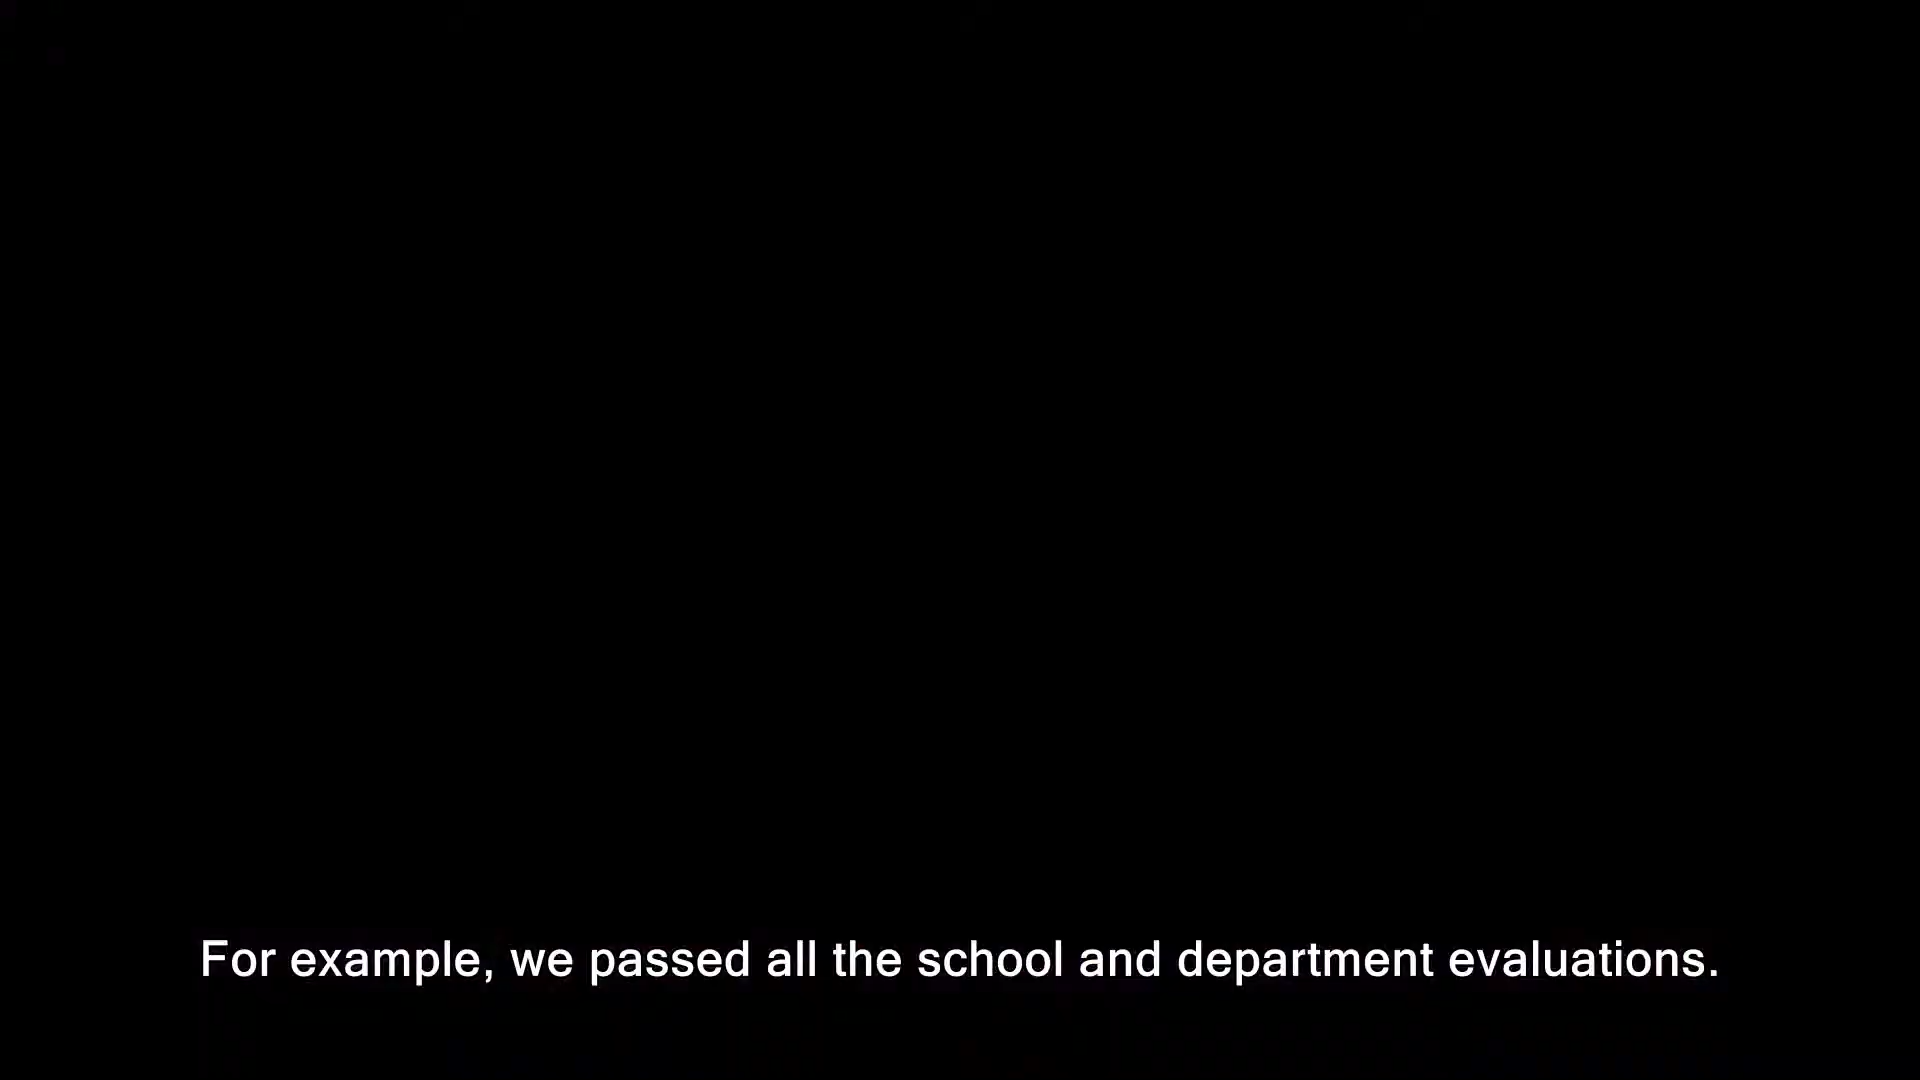 For example, we passed all the school and department evaluations.